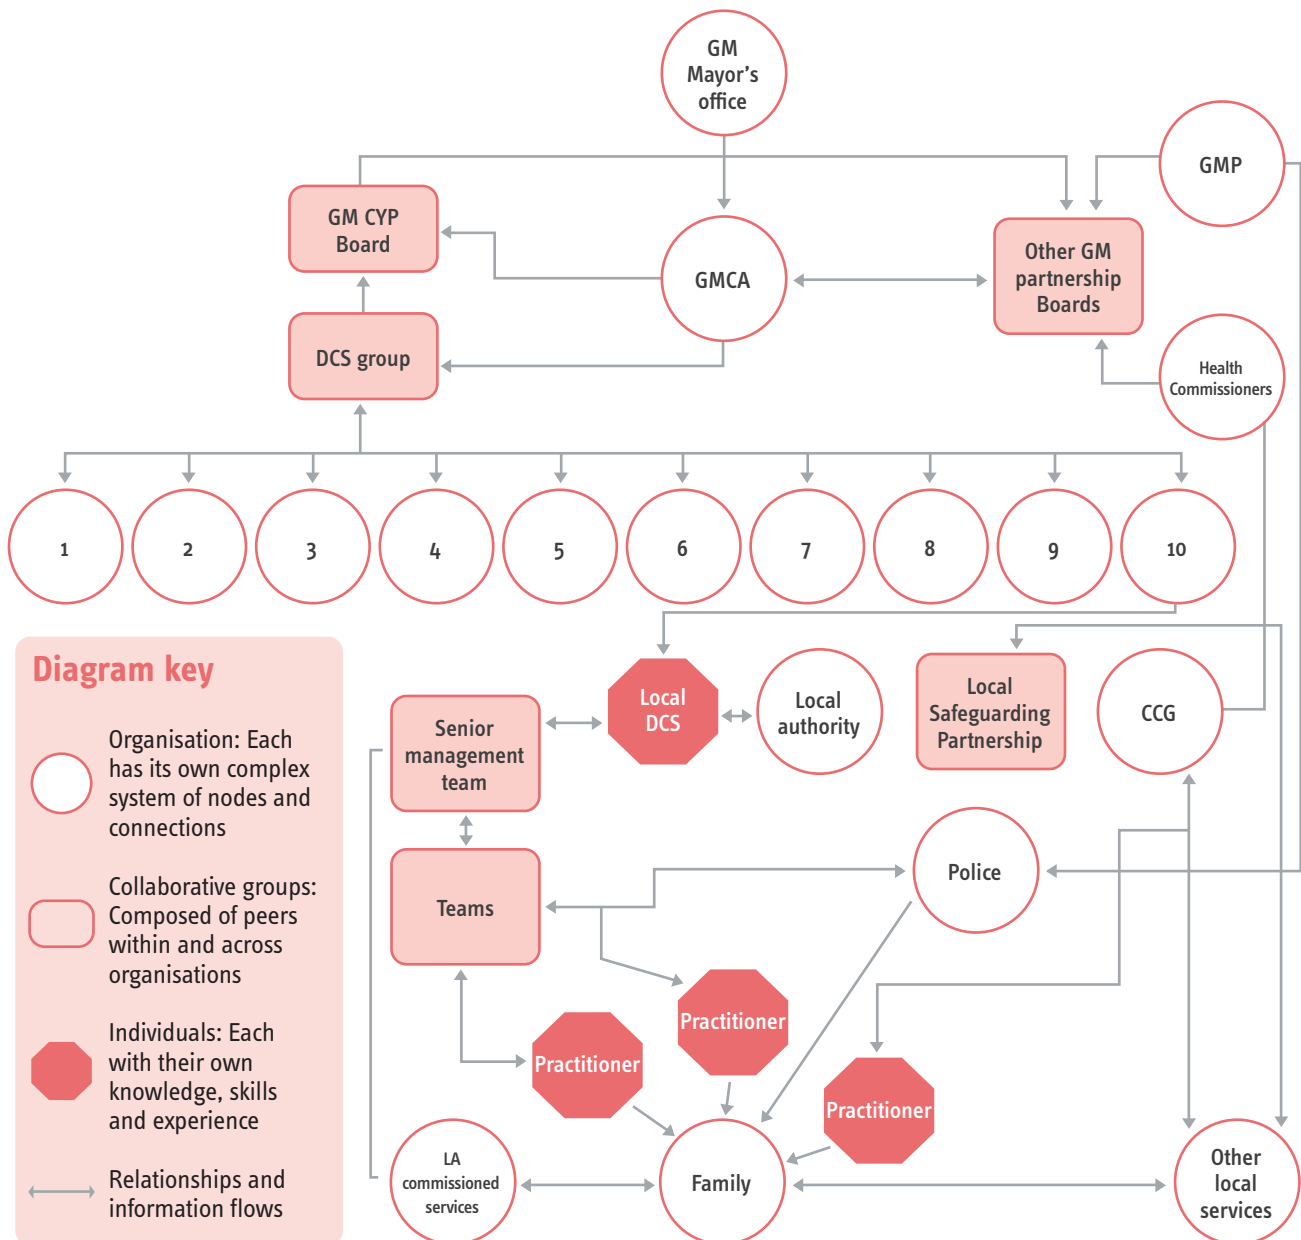 GM
Mayor's
office
GMP
GM CYP
Board
GMCA
Other GM
partnership
Boards
DCS group
Health
Commissioners
1
2
3
4
5
6
7
8
9
10
Diagram key
Organisation: Each
has its own complex
system of nodes and
connections
Collaborative groups:
Composed of peers
within and across
organisations
Individuals: Each
with their own
knowledge, skills
and experience
Relationships and
information flows
Senior
management
team
Local
DCS
Local
authority
Local
Safeguarding
Partnership
CCG
Teams
Police
Practitioner
Practitioner
Practitioner
LA
commissioned
services
Family
Other
local
services